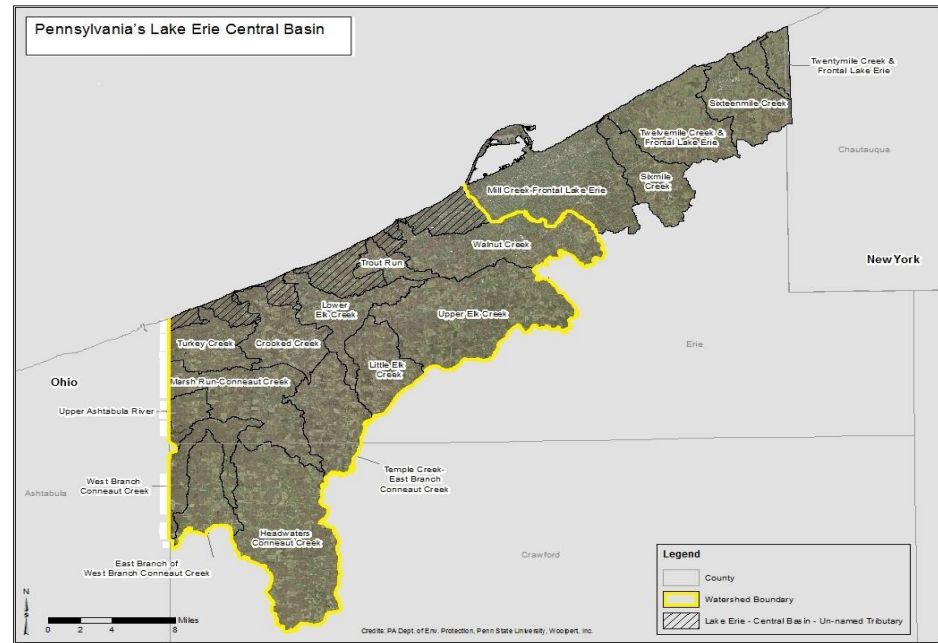 Pennsylvania's Lake Erie Central Basin
Twentymile Creek &
Frontal Lake Erie
Sixteenmile Creek
Twelvemile Creek &
Frontal Lake Erie
Chautauqua
Sixmile
Creek
Mill Creek-Frontal Lake Erie
Walnut Creek
New York
Trout Run
Lower
Elk Creek
Upper Elk Creek
Turkey Creek
Crooked Creek
Erie
Little Elk
Creek
Ohio
Marsh Run-Conneaut Creek
Upper Ashtabula River
Temple Creek-
East Branch
Conneaut Creek
West Branch
Conneaut Creek
Ashtabula
Headwaters
Conneaut Creek
Crawford
East Branch of
West Branch Conneaut Creek
Legend
County
Watershed Boundary
Lake Erie - Central Basin - Un-named Tributary
N
S
0 2 4 8 Miles
Credits: PA Dept. of Env. Protection, Penn State University, Woolpert, Inc.